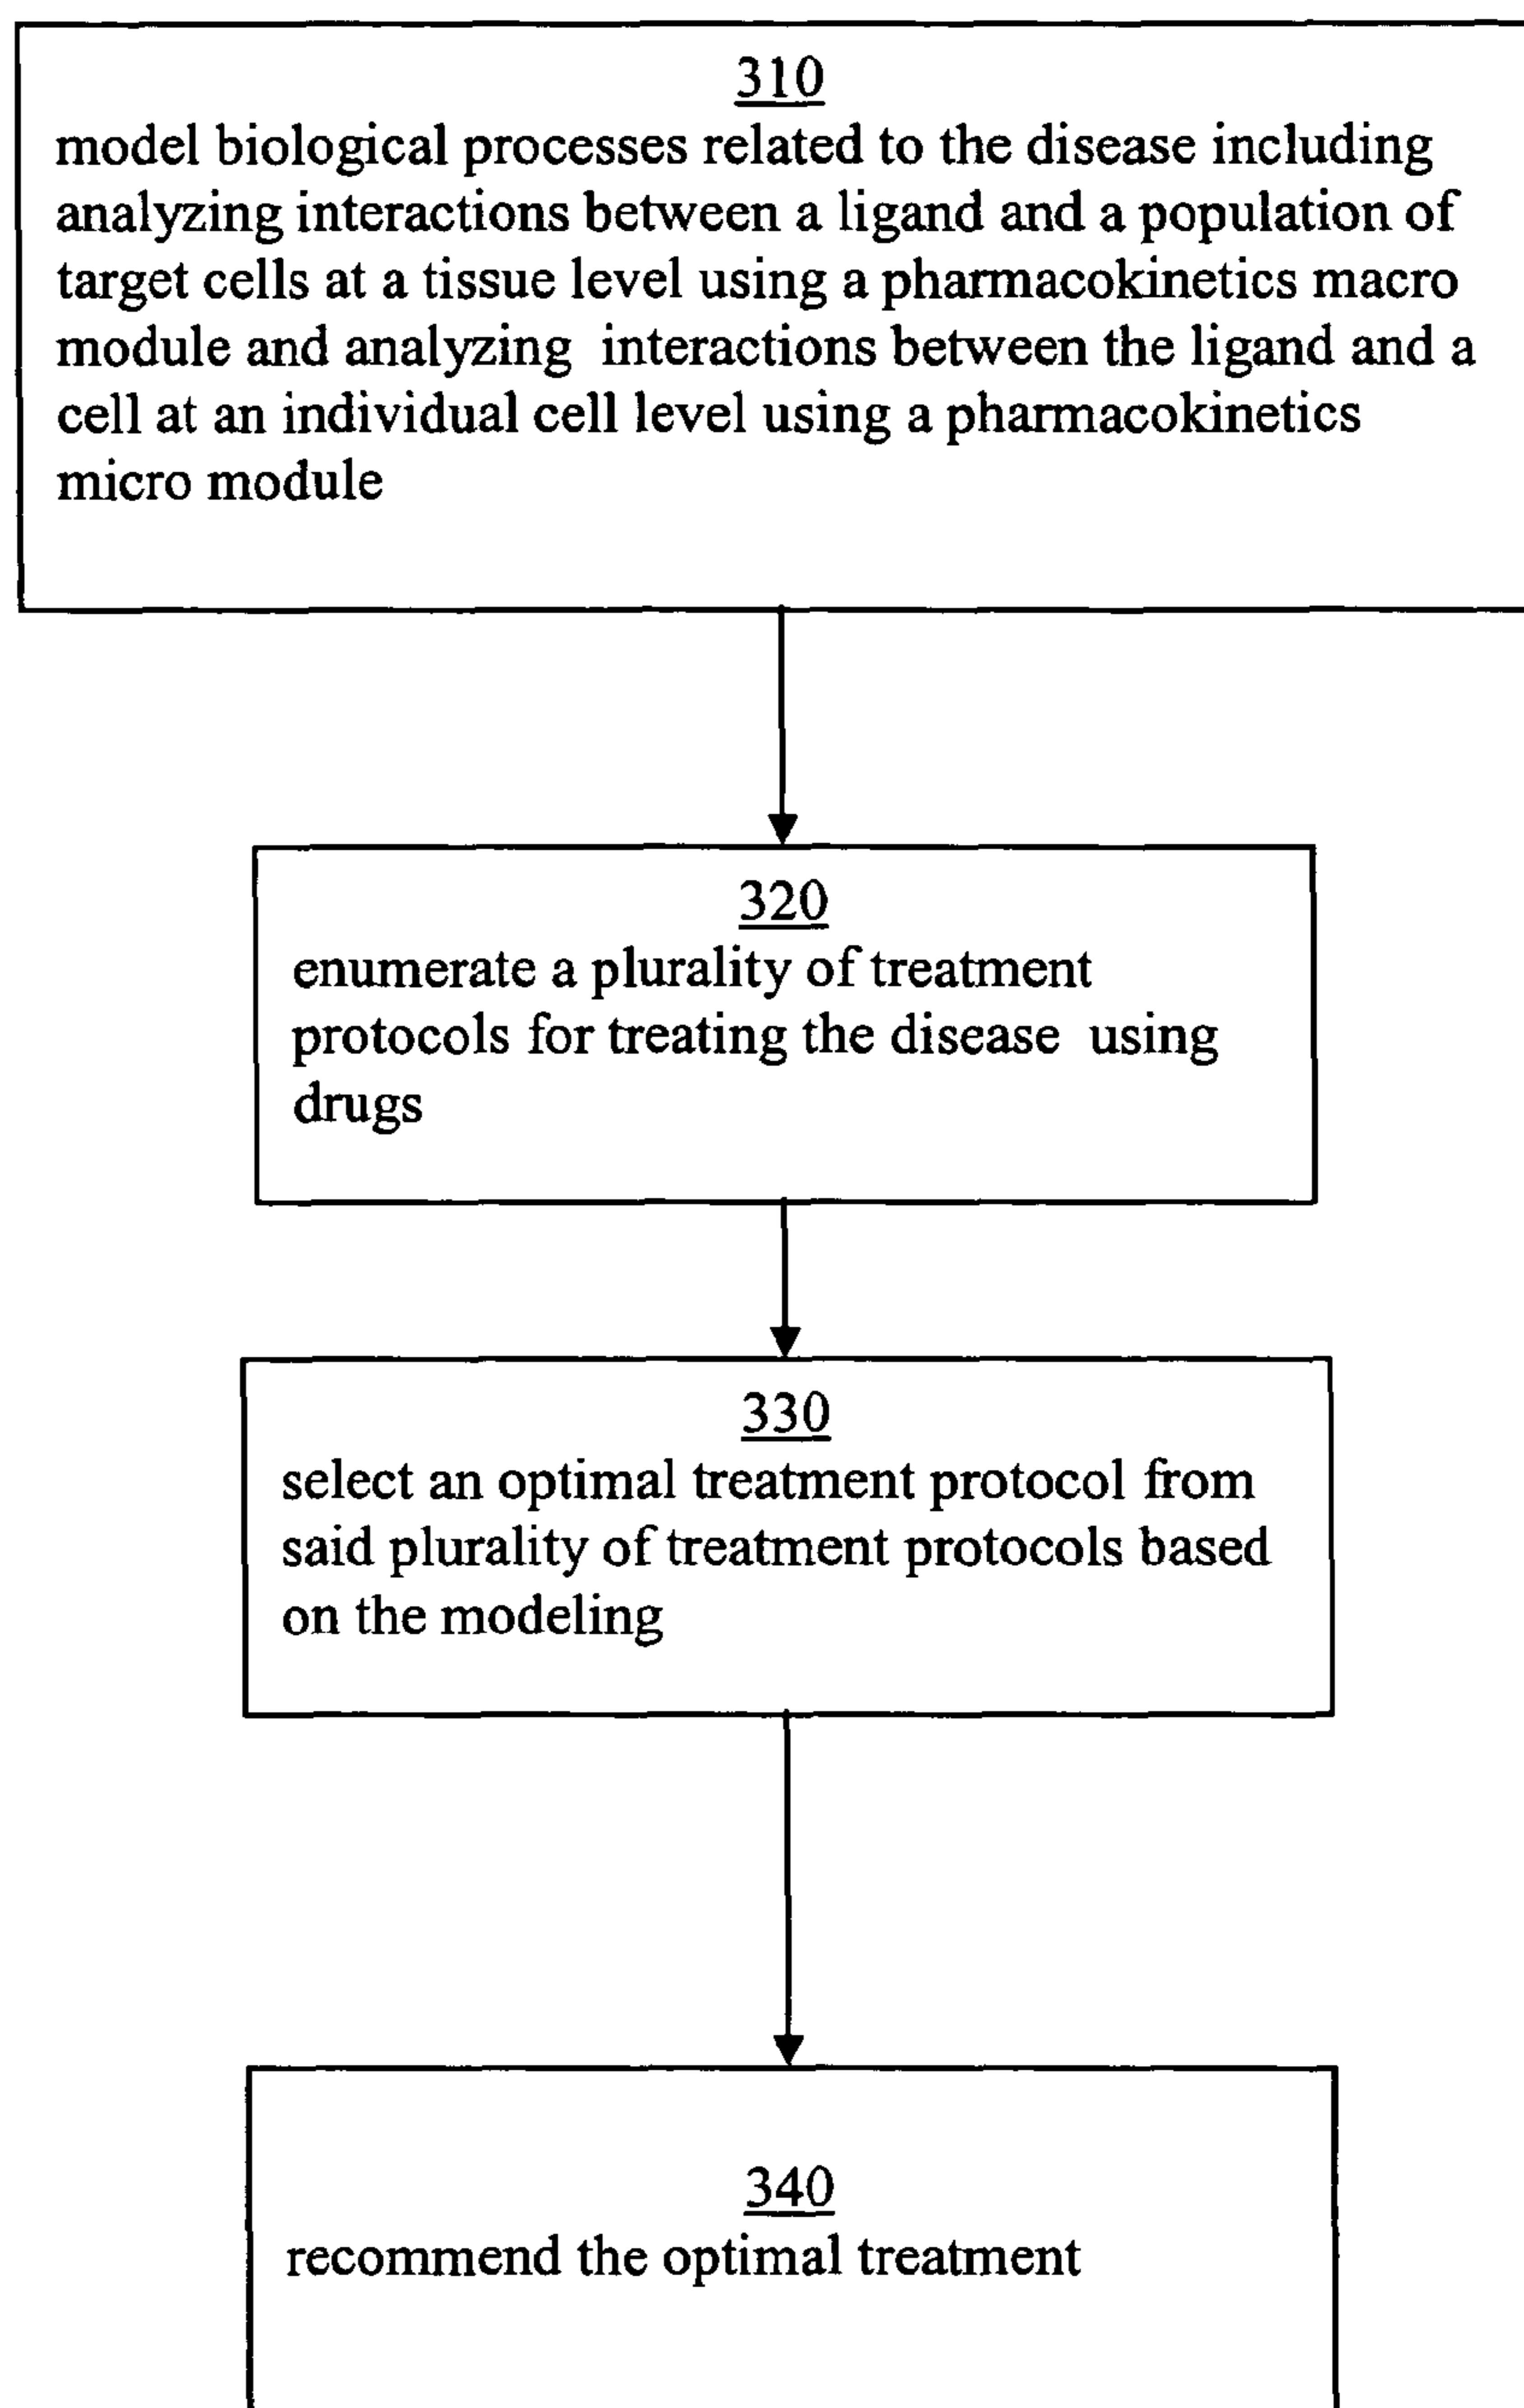 310
model biological processes related to the disease including
analyzing interactions between a ligand and a population of
target cells at a tissue level using a pharmacokinetics macro
module and analyzing interactions between the ligand and a
cell at an individual cell level using a pharmacokinetics
micro module
320
enumerate a plurality of treatment
protocols for treating the disease using
drugs
330
select an optimal treatment protocol from
said plurality of treatment protocols based
on the modeling
340
recommend the optimal treatment